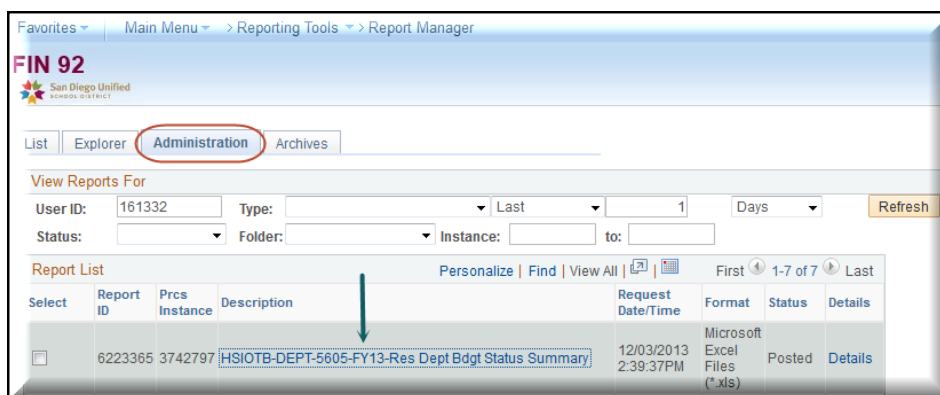 Favorites Main Menu > Reporting Tools > Report Manager
FIN 92
San Diego Unified
SCHOOL DISTRICT
List Explorer Administration Archives
View Reports For
User ID: 161332 Type: Last 1 Days Refresh
Status: Folder: Instance: to:
Report List Personalize | Find | View All | | First 1-7 of 7 Last
Select Report ID Prcs Instance Description Request Date/Time Format Status Details
6223365 3742797 HSIOTB-DEPT-5605-FY13-Res Dept Bdgt Status Summary 12/03/2013 2:39:37PM Microsoft Excel Files (*.xls) Posted Details